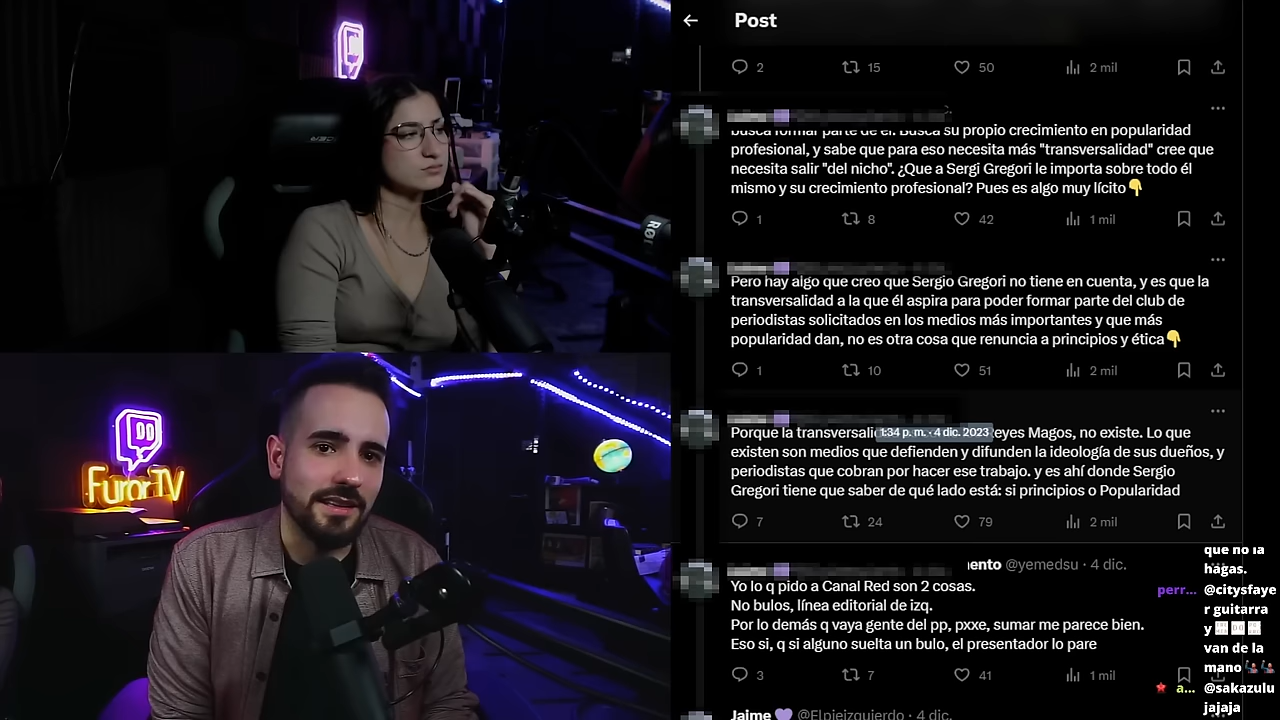 Post
2 15 50 2 mil
busca formar parte de él. Busca su propio crecimiento en popularidad
profesional, y sabe que para eso necesita más "transversalidad" cree que
necesita salir "del nicho". ¿Que a Sergi Gregori le importa sobre todo él
mismo y su crecimiento profesional? Pues es algo muy lícito👇
1 8 42 1 mil
Pero hay algo que creo que Sergio Gregori no tiene en cuenta, y es que la
transversalidad a la que él aspira para poder formar parte del club de
periodistas solicitados en los medios más importantes y que más
popularidad dan, no es otra cosa que renuncia a principios y ética👇
1 10 51 2 mil
Porque la transversali 1:34 p. m. · 4 dic. 2023 eyes Magos, no existe. Lo que
existen son medios que defienden y difunden la ideología de sus dueños, y
periodistas que cobran por hacer ese trabajo. y es ahí donde Sergio
Gregori tiene que saber de qué lado está: si principios o Popularidad
7 24 79 2 mil
ento @yemedsu · 4 dic.
Yo lo q pido a Canal Red son 2 cosas.
No bulos, línea editorial de izq.
Por lo demás q vaya gente del pp, pxxe, sumar me parece bien.
Eso si, q si alguno suelta un bulo, el presentador lo pare
3 7 41 1 mil
Jaime 💜 @Elpieizquierdo · 4 dic.
que no la
hagas.
perr... @citysfaye
r guitarra
y
van de la
mano
a... @sakazulu
jajaja
FurorTV
RØ